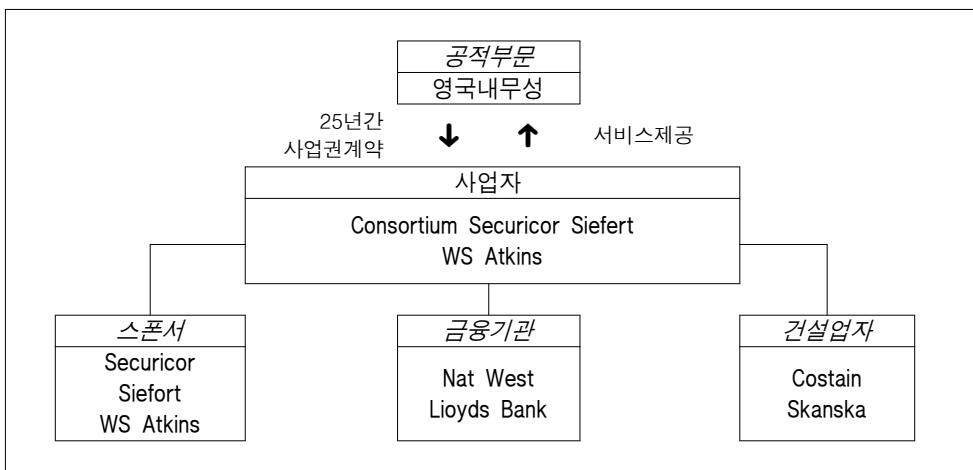 공적부문
영국내무성
25년간
사업권계약
서비스제공
사업자
Consortium Securicor Siefert
WS Atkins
스폰서
Securicor
Siefort
WS Atkins
금융기관
Nat West
Lioyds Bank
건설업자
Costain
Skanska